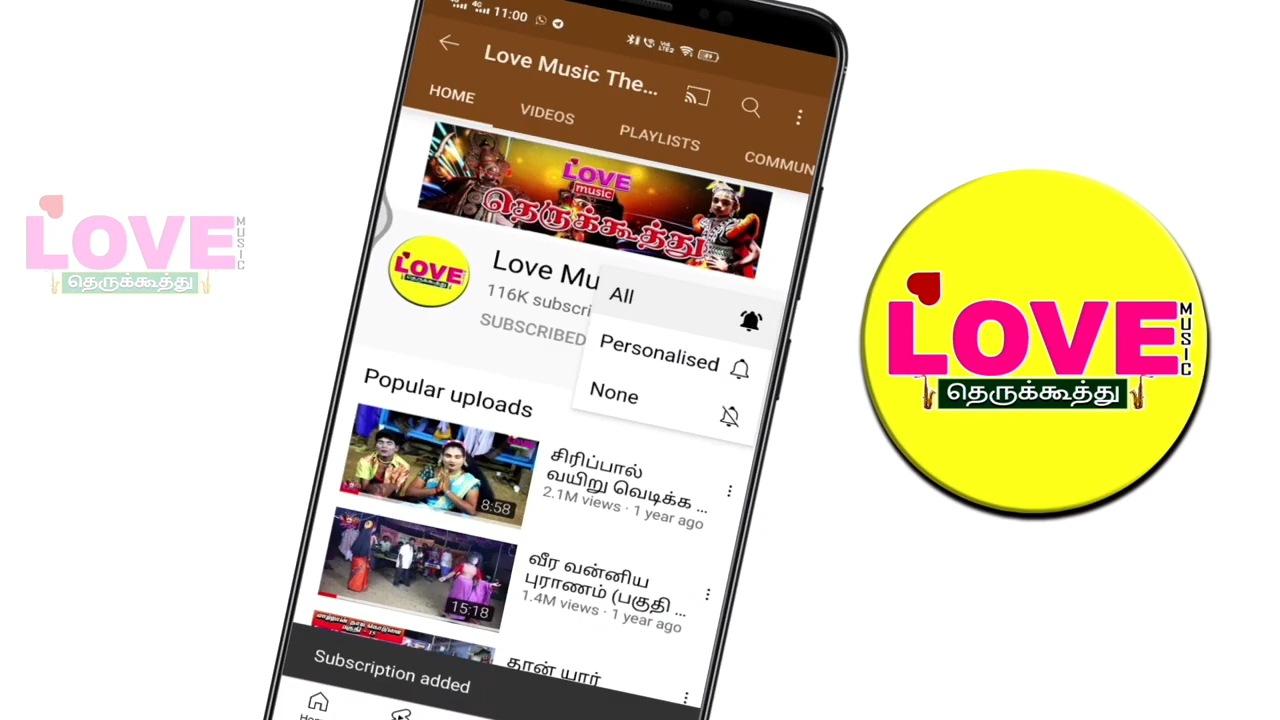 11:00
Love Music The...
HOME
VIDEOS
PLAYLISTS
COMMUN
LOVE
music
தெருக்கூத்து
LOVE
MUSIC
தெருக்கூத்து
LOVE
Love Mu
116K subscri
SUBSCRIBED
All
Personalised
None
LOVE
MUSIC
தெருக்கூத்து
Popular uploads
சிரிப்பால்
வயிறு வெடிக்க ...
2.1M views · 1 year ago
8:58
வீர வன்னிய
புராணம் (பகுதி ...
1.4M views · 1 year ago
15:18
தான் யார்
Subscription added